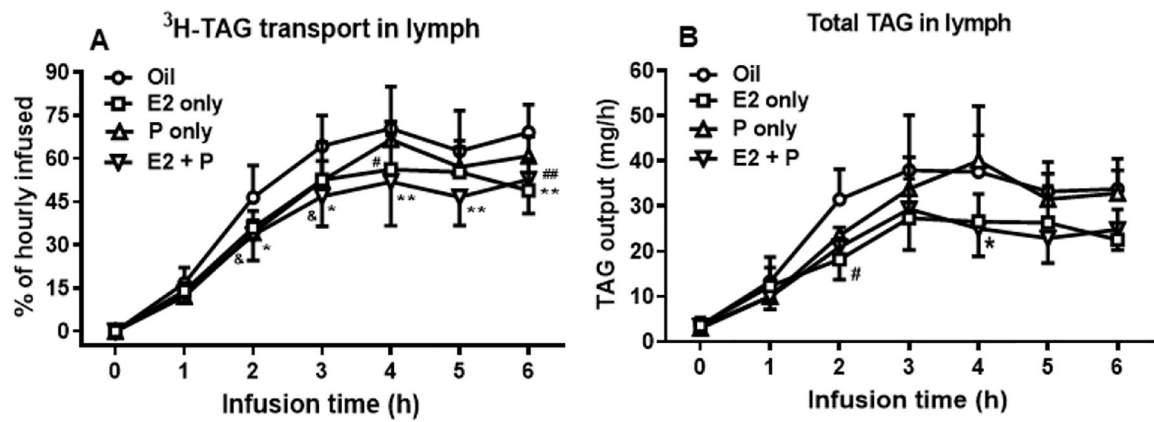 A
³H-TAG transport in lymph
% of hourly infused
90
75
60
45
30
15
0
Oil
E2 only
P only
E2 + P
&
*
&
*
#
**
**
##
**
0 1 2 3 4 5 6
Infusion time (h)
B
Total TAG in lymph
TAG output (mg/h)
60
50
40
30
20
10
0
Oil
E2 only
P only
E2 + P
#
*
0 1 2 3 4 5 6
Infusion time (h)